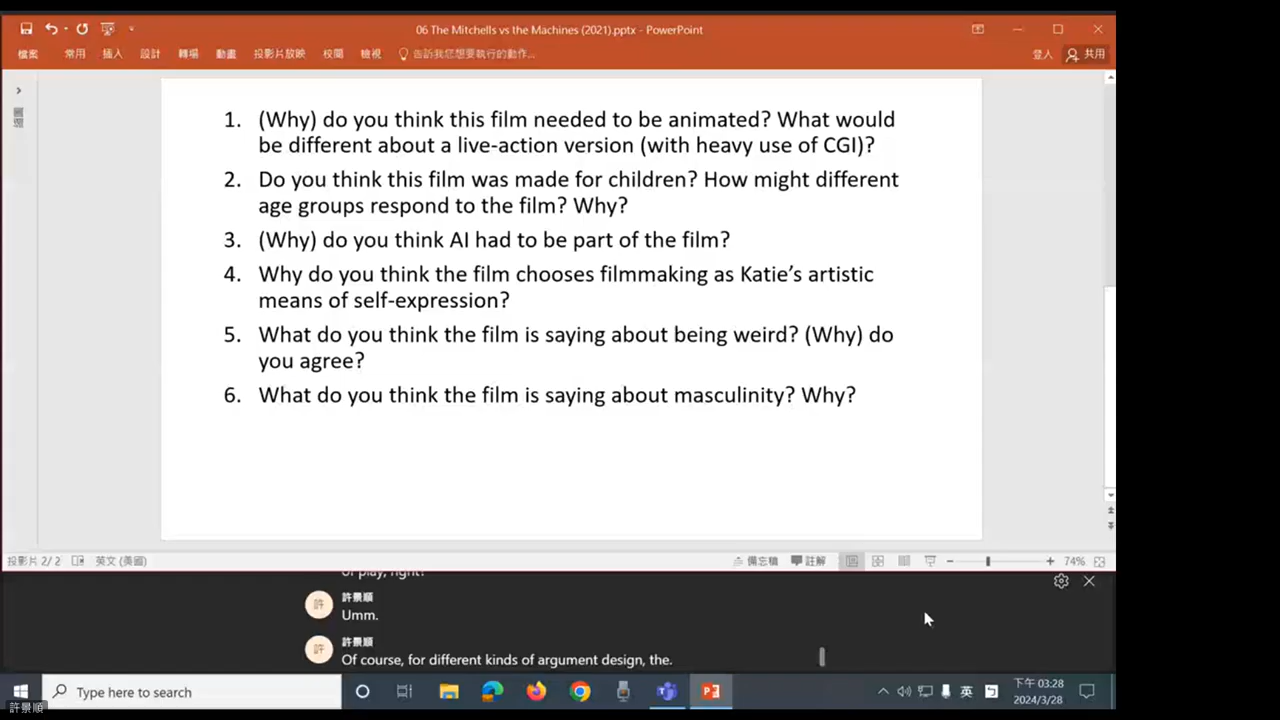 06 The Mitchells vs the Machines (2021).pptx - PowerPoint
檔案 常用 插入 設計 轉場 動畫 投影片放映 校閱 檢視 告訴我您想要執行的動作... 登入 共用
1. (Why) do you think this film needed to be animated? What would
be different about a live-action version (with heavy use of CGI)?
2. Do you think this film was made for children? How might different
age groups respond to the film? Why?
3. (Why) do you think AI had to be part of the film?
4. Why do you think the film chooses filmmaking as Katie's artistic
means of self-expression?
5. What do you think the film is saying about being weird? (Why) do
you agree?
6. What do you think the film is saying about masculinity? Why?
投影片 2/2 英文 (美國) 備忘稿 註解 74%
of play, right?
許 許景順
Umm.
許 許景順
Of course, for different kinds of argument design, the.
Type here to search 英 下午 03:28
2024/3/28
許景順